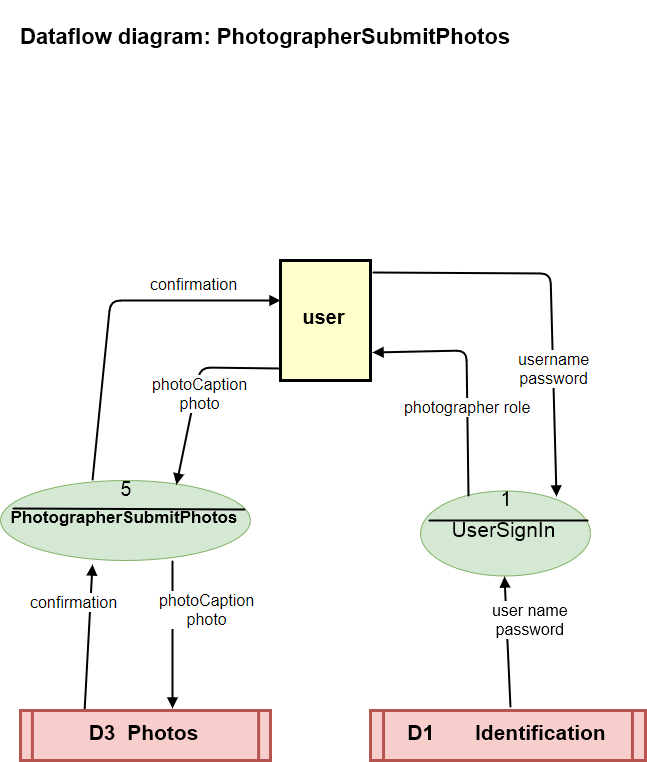 Dataflow diagram: PhotographerSubmitPhotos
confirmation
user
username
password
photoCaption
photo
photographer role
5
PhotographerSubmitPhotos
1
UserSignIn
confirmation
photoCaption
photo
user name
password
D3 Photos
D1 Identification